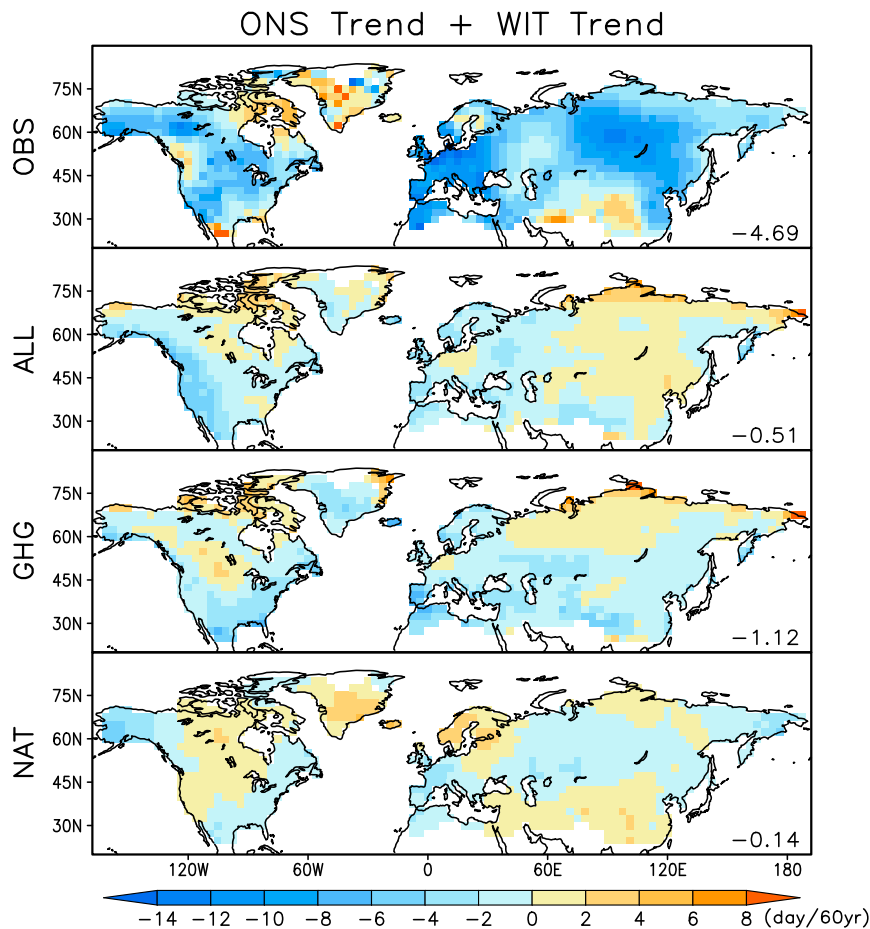 ONS Trend + WIT Trend
OBS
75N
60N
45N
30N
−4.69
ALL
75N
60N
45N
30N
−0.51
GHG
75N
60N
45N
30N
−1.12
NAT
75N
60N
45N
30N
−0.14
120W 60W 0 60E 120E 180
−14 −12 −10 −8 −6 −4 −2 0 2 4 6 8 (day/60yr)